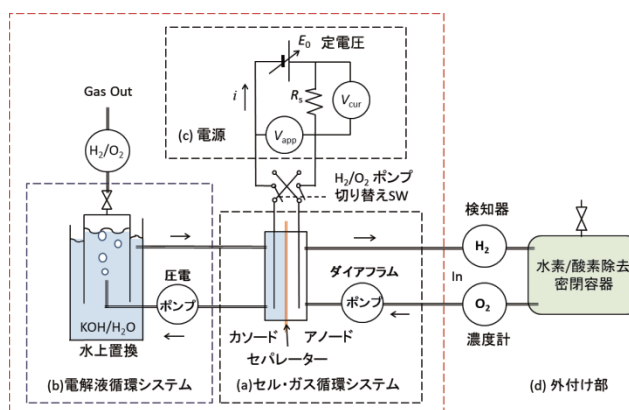 E₀ 定電圧
Gas Out
i
Rₛ
V_cur
H₂/O₂
(c) 電源
V_app
H₂/O₂ ポンプ
切り替えSW
検知器
H₂
圧電
ポンプ
ダイアフラム
ポンプ
In
水素/酸素除去
密閉容器
O₂
KOH/H₂O
水上置換
カソード
アノード
セパレーター
濃度計
(b)電解液循環システム
(a)セル・ガス循環システム
(d) 外付け部